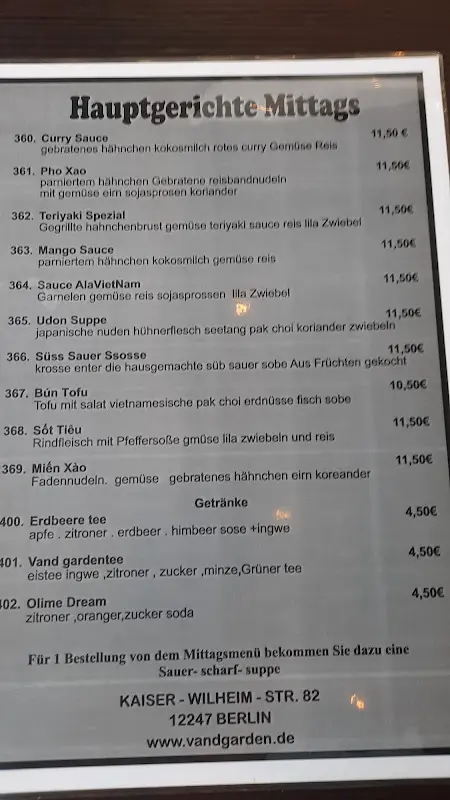 Hauptgerichte Mittags
360. Curry Sauce 11,50 €
gebratenes hähnchen kokosmilch rotes curry Gemüse Reis
361. Pho Xao 11,50€
parniertem hähnchen Gebratene reisbandnudeln
mit gemüse eirn sojasprosen koriander
362. Teriyaki Spezial 11,50€
Gegrillte hahnchenbrust gemüse teriyaki sauce reis lila Zwiebel
363. Mango Sauce 11,50€
parniertem hähnchen kokosmilch gemüse reis
364. Sauce AlaVietNam 11,50€
Garnelen gemüse reis sojasprossen lila Zwiebel
365. Udon Suppe 11,50€
japanische nuden hühnerflesch seetang pak choi koriander zwiebeln
366. Süss Sauer Ssosse 11,50€
krosse enter die hausgemachte süb sauer sobe Aus Früchten gekocht
367. Bún Tofu 10,50€
Tofu mit salat vietnamesische pak choi erdnüsse fisch sobe
368. Sốt Tiêu 11,50€
Rindfleisch mit Pfeffersoße gmüse lila zwiebeln und reis
369. Miến Xào 11,50€
Fadennudeln. gemüse gebratenes hähnchen eirn koreander
Getränke
400. Erdbeere tee 4,50€
apfe . zitroner . erdbeer . himbeer sose +ingwe
401. Vand gardentee 4,50€
eistee ingwe ,zitroner , zucker ,minze,Grüner tee
402. Olime Dream 4,50€
zitroner ,oranger,zucker soda
Für 1 Bestellung von dem Mittagsmenü bekommen Sie dazu eine
Sauer- scharf- suppe
KAISER - WILHEIM - STR. 82
12247 BERLIN
www.vandgarden.de